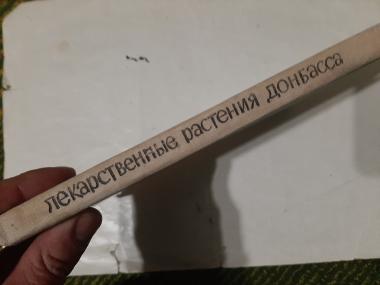 лекарственные растения донбасса